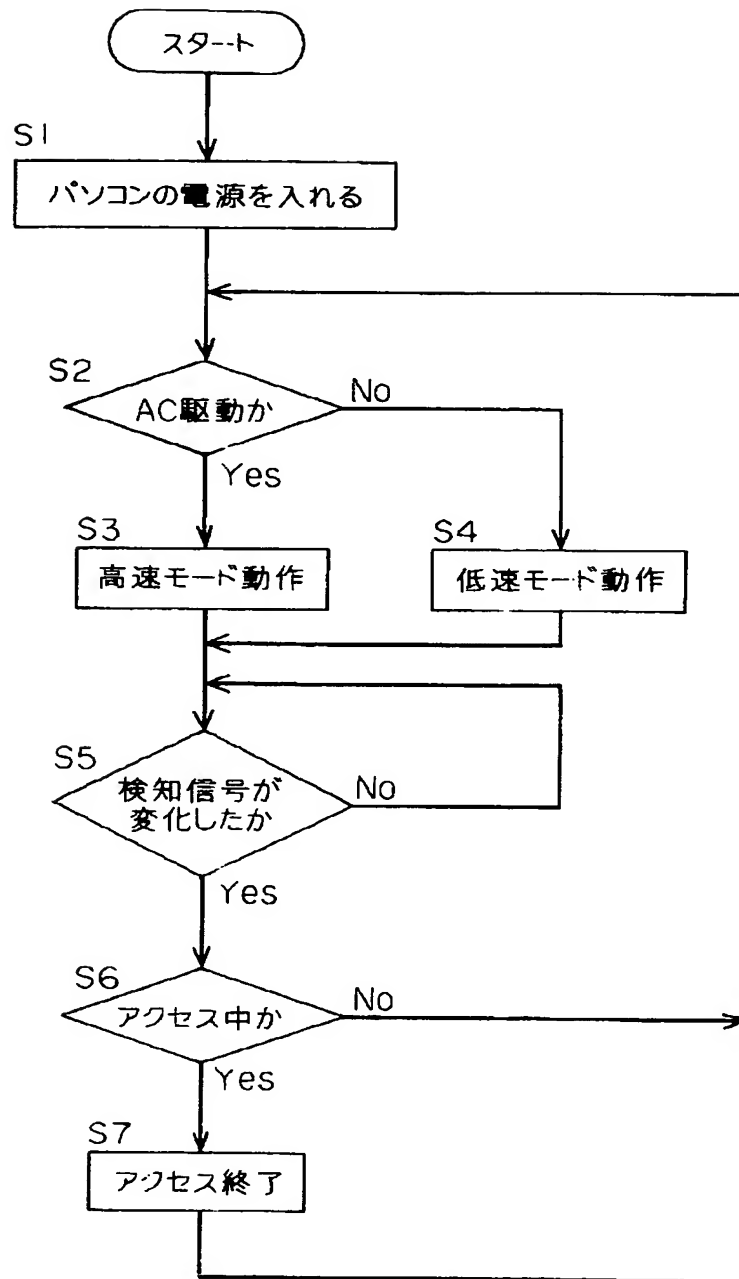 スタート
S1
パソコンの電源を入れる
S2
AC駆動か
No
Yes
S3
高速モード動作
S4
低速モード動作
S5
検知信号が
変化したか
No
Yes
S6
アクセス中か
No
Yes
S7
アクセス終了